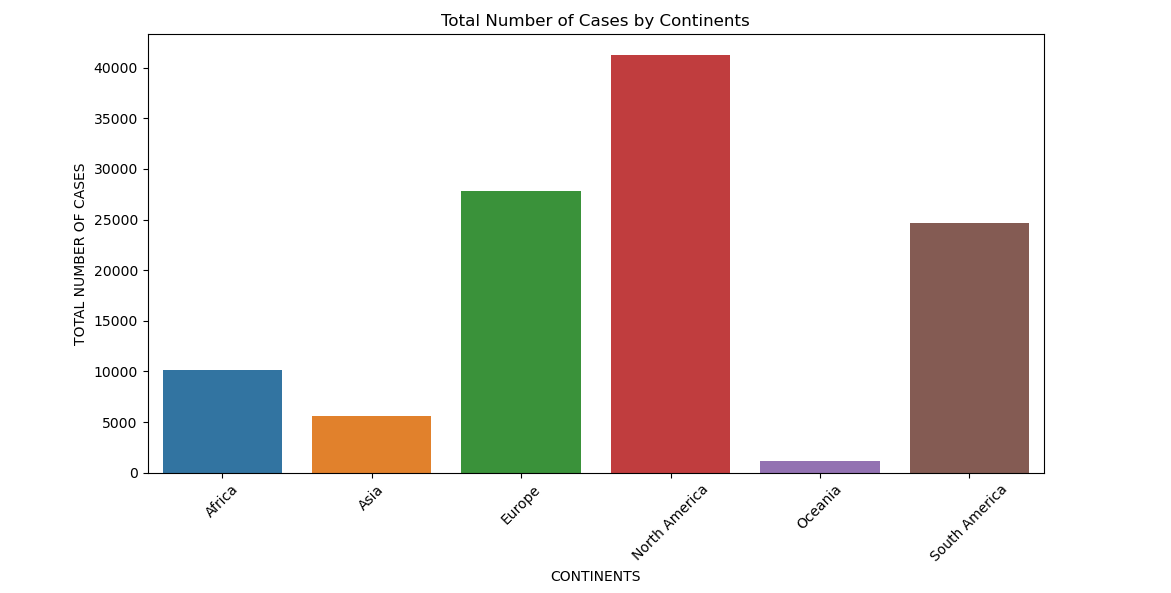 Total Number of Cases by Continents
TOTAL NUMBER OF CASES
40000
35000
30000
25000
20000
15000
10000
5000
0
Africa
Asia
Europe
North America
Oceania
South America
CONTINENTS